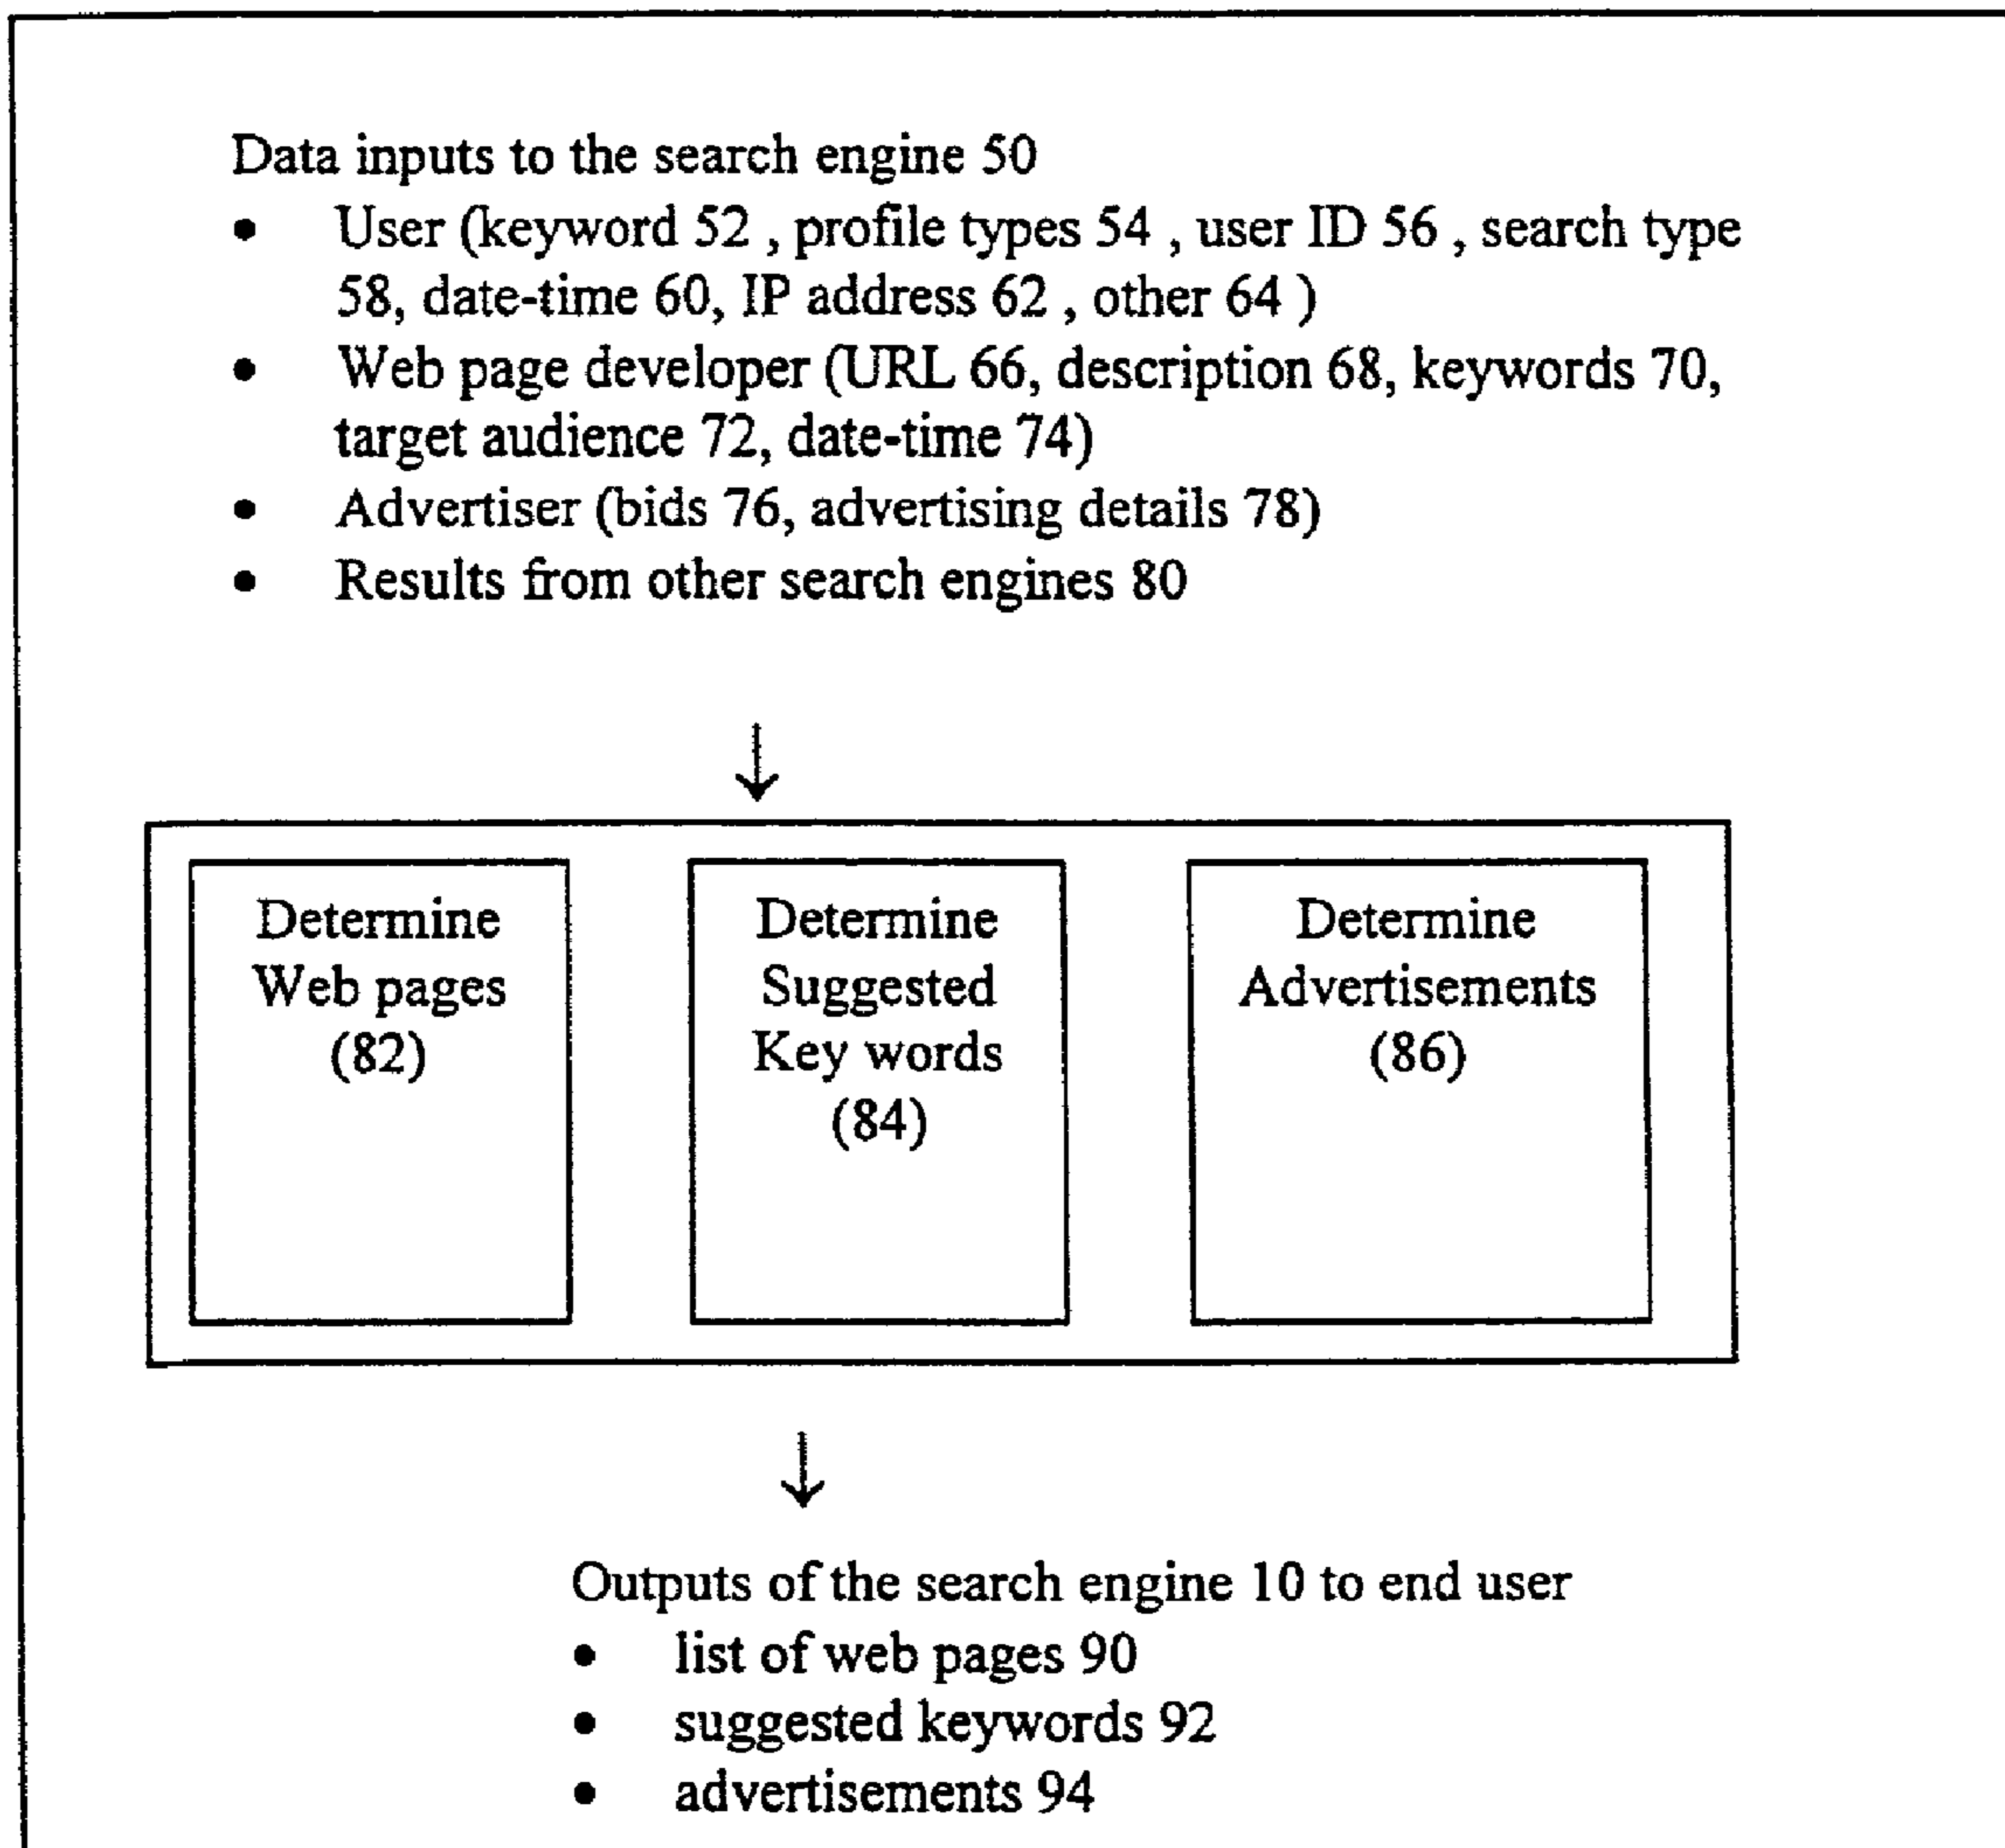 Data inputs to the search engine 50
• User (keyword 52 , profile types 54 , user ID 56 , search type
58, date-time 60, IP address 62 , other 64 )
• Web page developer (URL 66, description 68, keywords 70,
target audience 72, date-time 74)
• Advertiser (bids 76, advertising details 78)
• Results from other search engines 80
Determine
Web pages
(82)
Determine
Suggested
Key words
(84)
Determine
Advertisements
(86)
Outputs of the search engine 10 to end user
• list of web pages 90
• suggested keywords 92
• advertisements 94